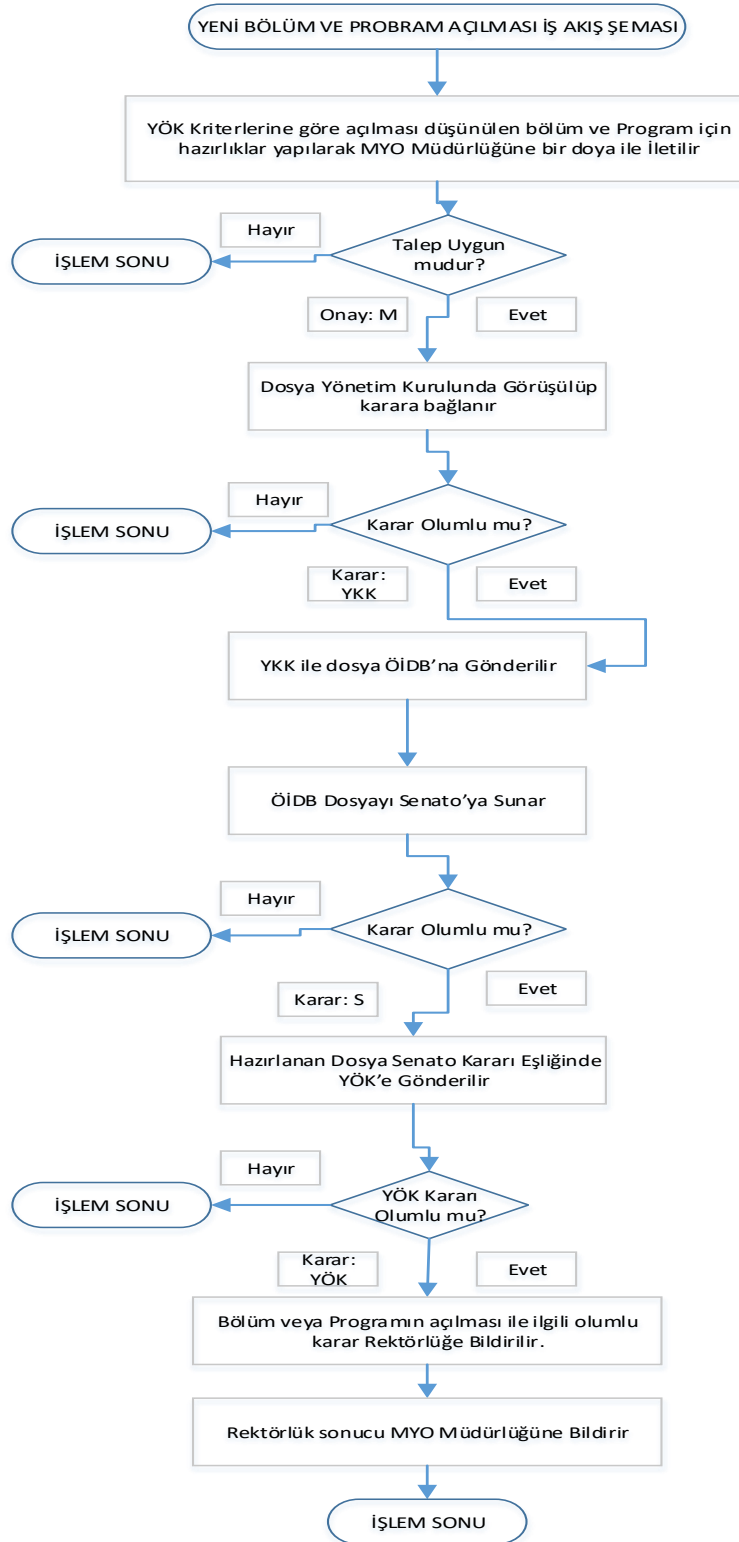 YENİ BÖLÜM VE PROBRAM AÇILMASI İŞ AKIŞ ŞEMASI
YÖK Kriterlerine göre açılması düşünülen bölüm ve Program için
hazırlıklar yapılarak MYO Müdürlüğüne bir doya ile İletilir
Hayır
Talep Uygun
mudur?
İŞLEM SONU
Onay: M
Evet
Dosya Yönetim Kurulunda Görüşülüp
karara bağlanır
Hayır
Karar Olumlu mu?
İŞLEM SONU
Karar:
YKK
Evet
YKK ile dosya ÖİDB’na Gönderilir
ÖİDB Dosyayı Senato’ya Sunar
Hayır
Karar Olumlu mu?
İŞLEM SONU
Karar: S
Evet
Hazırlanan Dosya Senato Kararı Eşliğinde
YÖK’e Gönderilir
Hayır
YÖK Kararı
Olumlu mu?
İŞLEM SONU
Karar:
YÖK
Evet
Bölüm veya Programın açılması ile ilgili olumlu
karar Rektörlüğe Bildirilir.
Rektörlük sonucu MYO Müdürlüğüne Bildirir
İŞLEM SONU